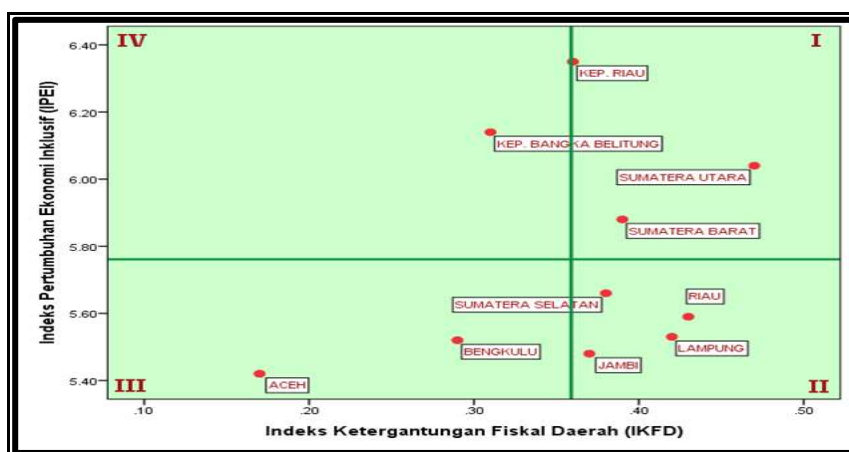 IV
I
6.40
KEP. RIAU
6.20
KEP. BANGKA BELITUNG
6.00
SUMATERA UTARA
SUMATERA BARAT
5.80
RIAU
SUMATERA SELATAN
5.60
BENGKULU
LAMPUNG
JAMBI
5.40
ACEH
III
II
.10
.20
.30
.40
.50
Indeks Pertumbuhan Ekonomi Inklusif (IPEI)
Indeks Ketergantungan Fiskal Daerah (IKFD)